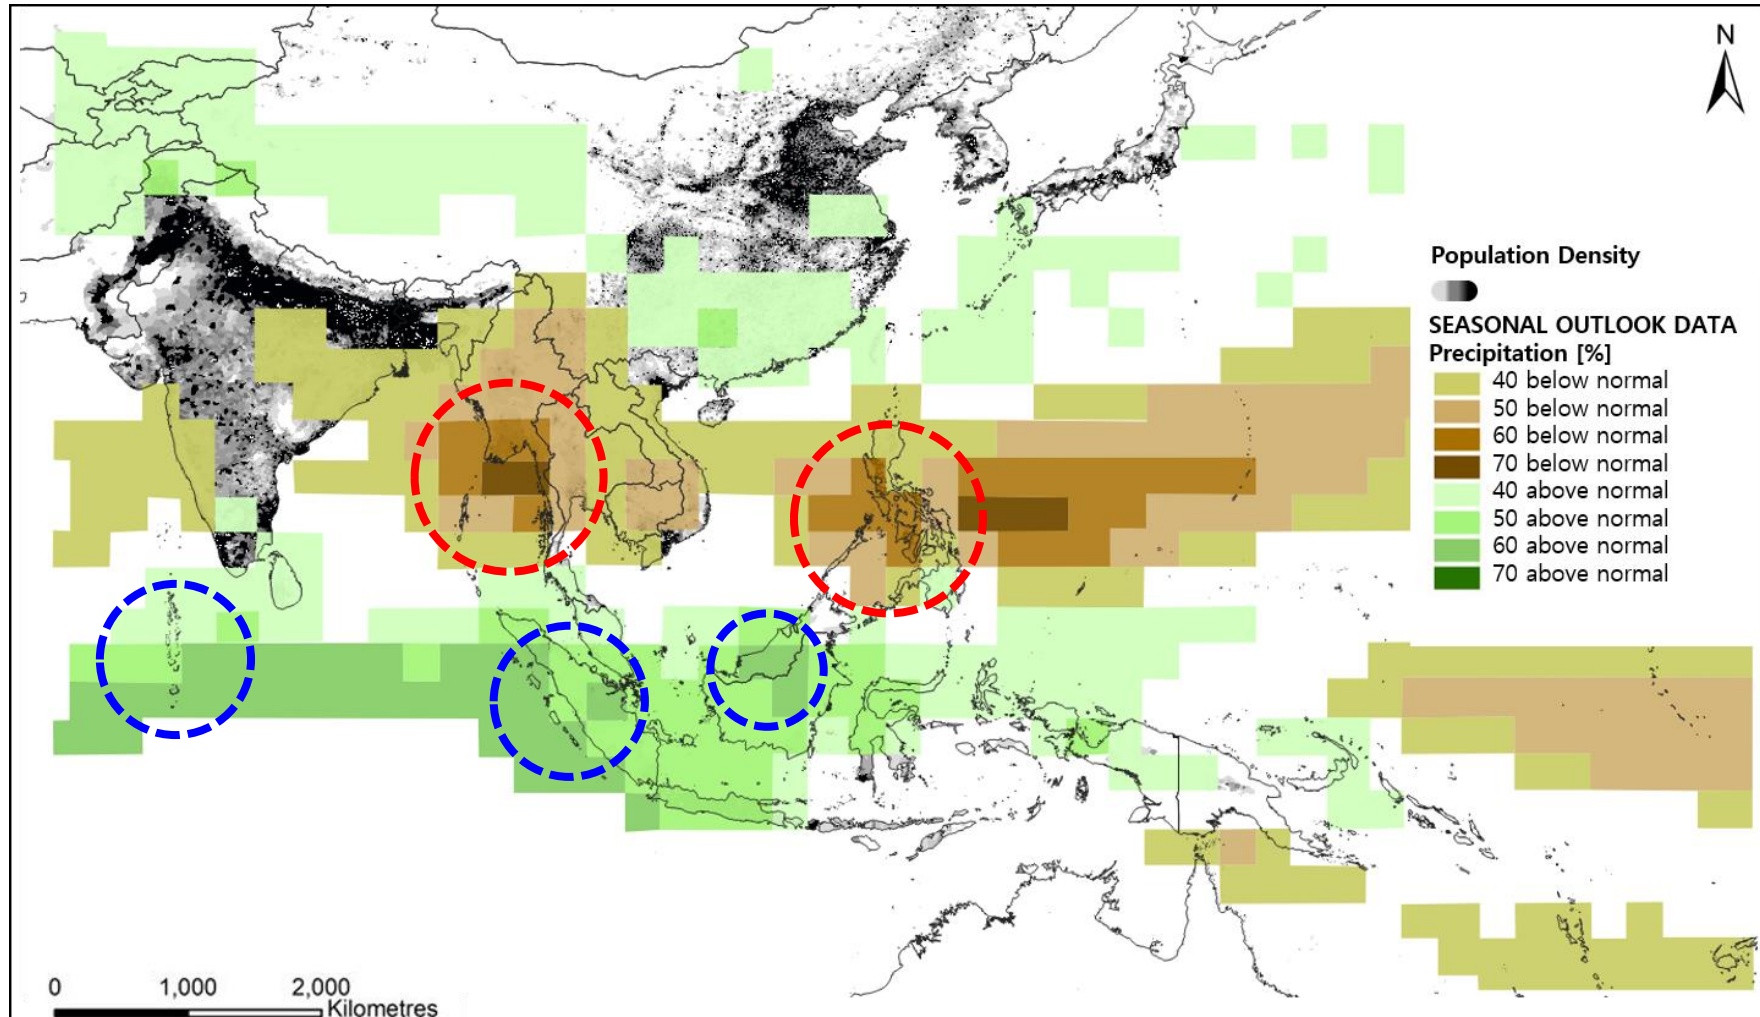 N
Population Density
SEASONAL OUTLOOK DATA
Precipitation [%]
40 below normal
50 below normal
60 below normal
70 below normal
40 above normal
50 above normal
60 above normal
70 above normal
0 1,000 2,000
Kilometres